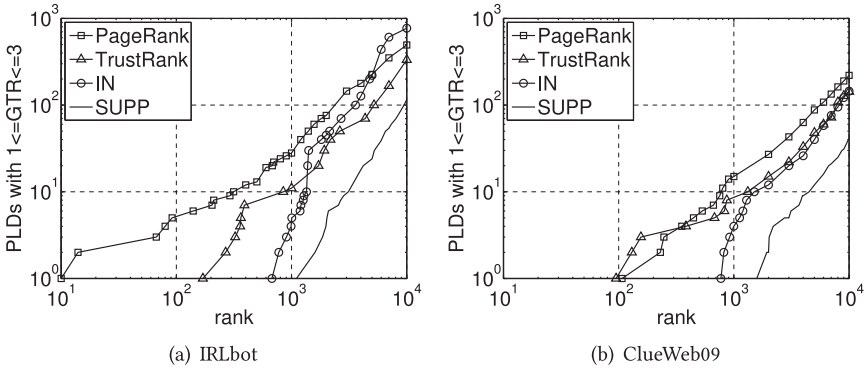 PLDs with 1<=GTR<=3
10^3
10^2
10^1
10^0
PageRank
TrustRank
IN
SUPP
10^1
10^2
10^3
10^4
rank
(a) IRLbot
PLDs with 1<=GTR<=3
10^3
10^2
10^1
10^0
PageRank
TrustRank
IN
SUPP
10^1
10^2
10^3
10^4
rank
(b) ClueWeb09